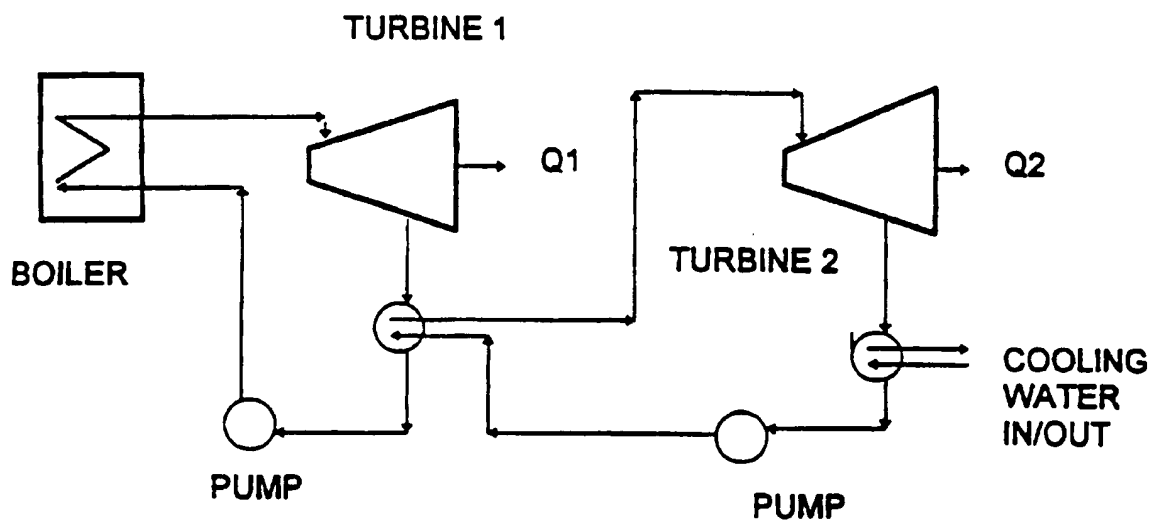 TURBINE 1
Q1
Q2
BOILER
TURBINE 2
COOLING
WATER
IN/OUT
PUMP
PUMP